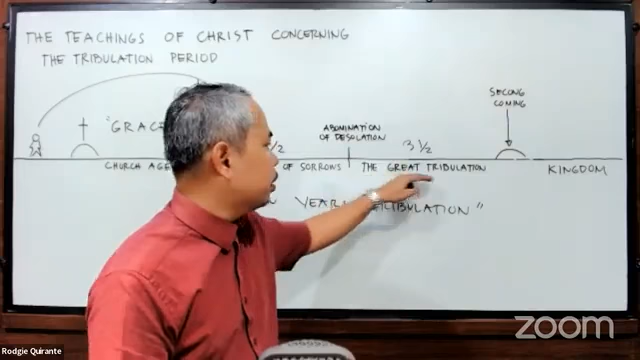 THE TEACHINGS OF CHRIST CONCERNING
THE TRIBULATION PERIOD
SECOND
COMING
"GRAC
ABOMINATION
OF DESOLATION
1/2
3 1/2
CHURCH AGE
OF SORROWS
THE GREAT TRIBULATION
KINGDOM
YEAR
TRIBULATION"
zoom
Rodgie Quirante